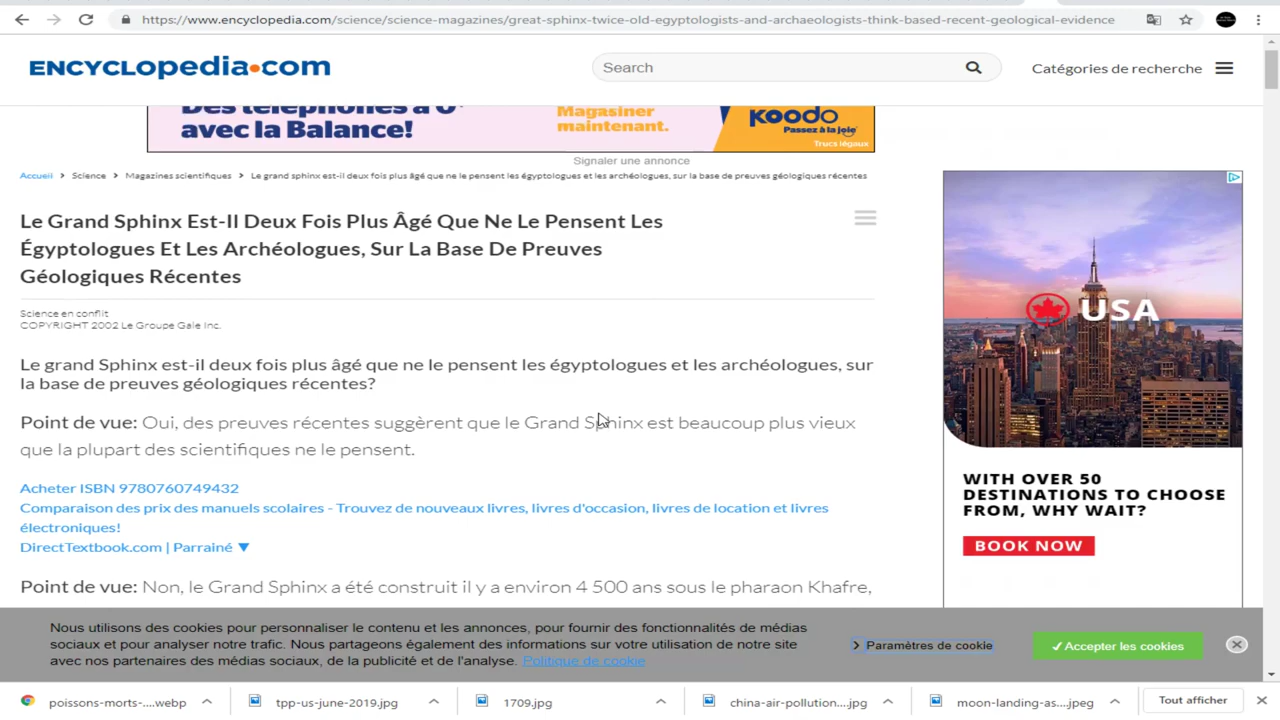 https://www.encyclopedia.com/science/science-magazines/great-sphinx-twice-old-egyptologists-and-archaeologists-think-based-recent-geological-evidence
ENCYCLOPEDIA.com
Search
Catégories de recherche
Des téléphones à 0
avec la Balance!
Magasiner
maintenant.
koodo
Passez à la joie
Trucs légaux
Signaler une annonce
Accueil > Science > Magazines scientifiques > Le grand sphinx est-il deux fois plus âgé que ne le pensent les égyptologues et les archéologues, sur la base de preuves géologiques récentes
Le Grand Sphinx Est-Il Deux Fois Plus Âgé Que Ne Le Pensent Les
Égyptologues Et Les Archéologues, Sur La Base De Preuves
Géologiques Récentes
Science en conflit
COPYRIGHT 2002 Le Groupe Gale Inc.
Le grand Sphinx est-il deux fois plus âgé que ne le pensent les égyptologues et les archéologues, sur
la base de preuves géologiques récentes?
Point de vue: Oui, des preuves récentes suggèrent que le Grand Sphinx est beaucoup plus vieux
que la plupart des scientifiques ne le pensent.
Acheter ISBN 9780760749432
Comparaison des prix des manuels scolaires - Trouvez de nouveaux livres, livres d'occasion, livres de location et livres
électroniques!
DirectTextbook.com | Parrainé ▼
Point de vue: Non, le Grand Sphinx a été construit il y a environ 4 500 ans sous le pharaon Khafre,
USA
WITH OVER 50
DESTINATIONS TO CHOOSE
FROM, WHY WAIT?
BOOK NOW
Nous utilisons des cookies pour personnaliser le contenu et les annonces, pour fournir des fonctionnalités de médias
sociaux et pour analyser notre trafic. Nous partageons également des informations sur votre utilisation de notre site
avec nos partenaires des médias sociaux, de la publicité et de l'analyse. Politique de cookie
> Paramètres de cookie
✓ Accepter les cookies
poissons-morts-....webp
tpp-us-june-2019.jpg
1709.jpg
china-air-pollution....jpg
moon-landing-as....jpeg
Tout afficher